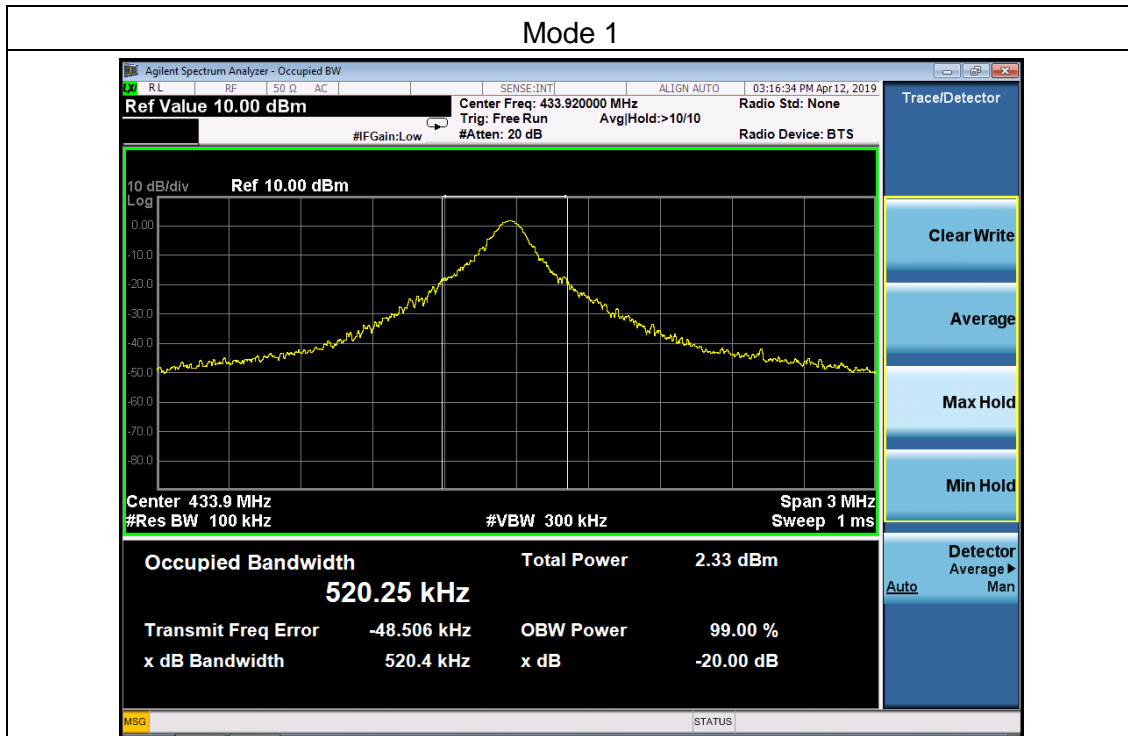 Mode 1
Agilent Spectrum Analyzer - Occupied BW
LXI RL RF 50 Ω AC SENSE:INT ALIGN AUTO 03:16:34 PM Apr 12, 2019
Ref Value 10.00 dBm Center Freq: 433.920000 MHz Radio Std: None
Trig: Free Run Avg|Hold:>10/10
#IFGain:Low #Atten: 20 dB Radio Device: BTS
Trace/Detector
10 dB/div Ref 10.00 dBm
Log
0.00
-10.0
-20.0
-30.0
-40.0
-50.0
-60.0
-70.0
-80.0
Center 433.9 MHz Span 3 MHz
#Res BW 100 kHz #VBW 300 kHz Sweep 1 ms
Occupied Bandwidth Total Power 2.33 dBm
520.25 kHz
Transmit Freq Error -48.506 kHz OBW Power 99.00 %
x dB Bandwidth 520.4 kHz x dB -20.00 dB
Clear Write
Average
Max Hold
Min Hold
Detector
Average▶
Auto Man
MSG STATUS